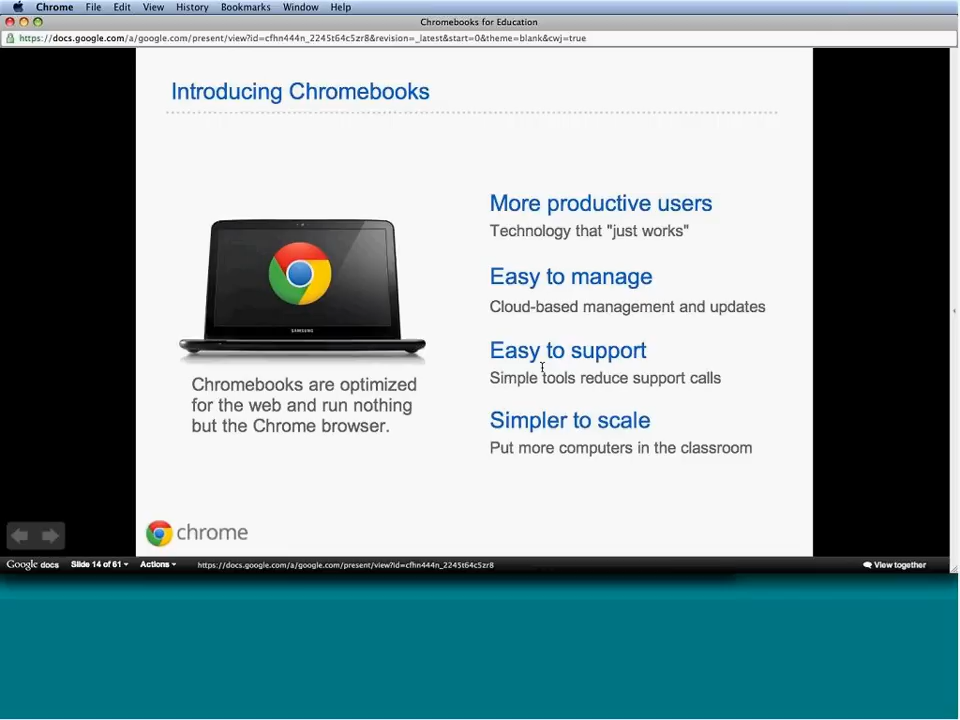 Chrome File Edit View History Bookmarks Window Help
Chromebooks for Education
https://docs.google.com/a/google.com/present/view?id=cfhn444n_2245t64c5zr8&revision=_latest&start=0&theme=blank&cwj=true
Introducing Chromebooks
SAMSUNG
Chromebooks are optimized
for the web and run nothing
but the Chrome browser.
More productive users
Technology that "just works"
Easy to manage
Cloud-based management and updates
Easy to support
Simple tools reduce support calls
Simpler to scale
Put more computers in the classroom
chrome
Google docs Slide 14 of 61 Actions https://docs.google.com/a/google.com/present/view?id=cfhn444n_2245t64c5zr8 View together